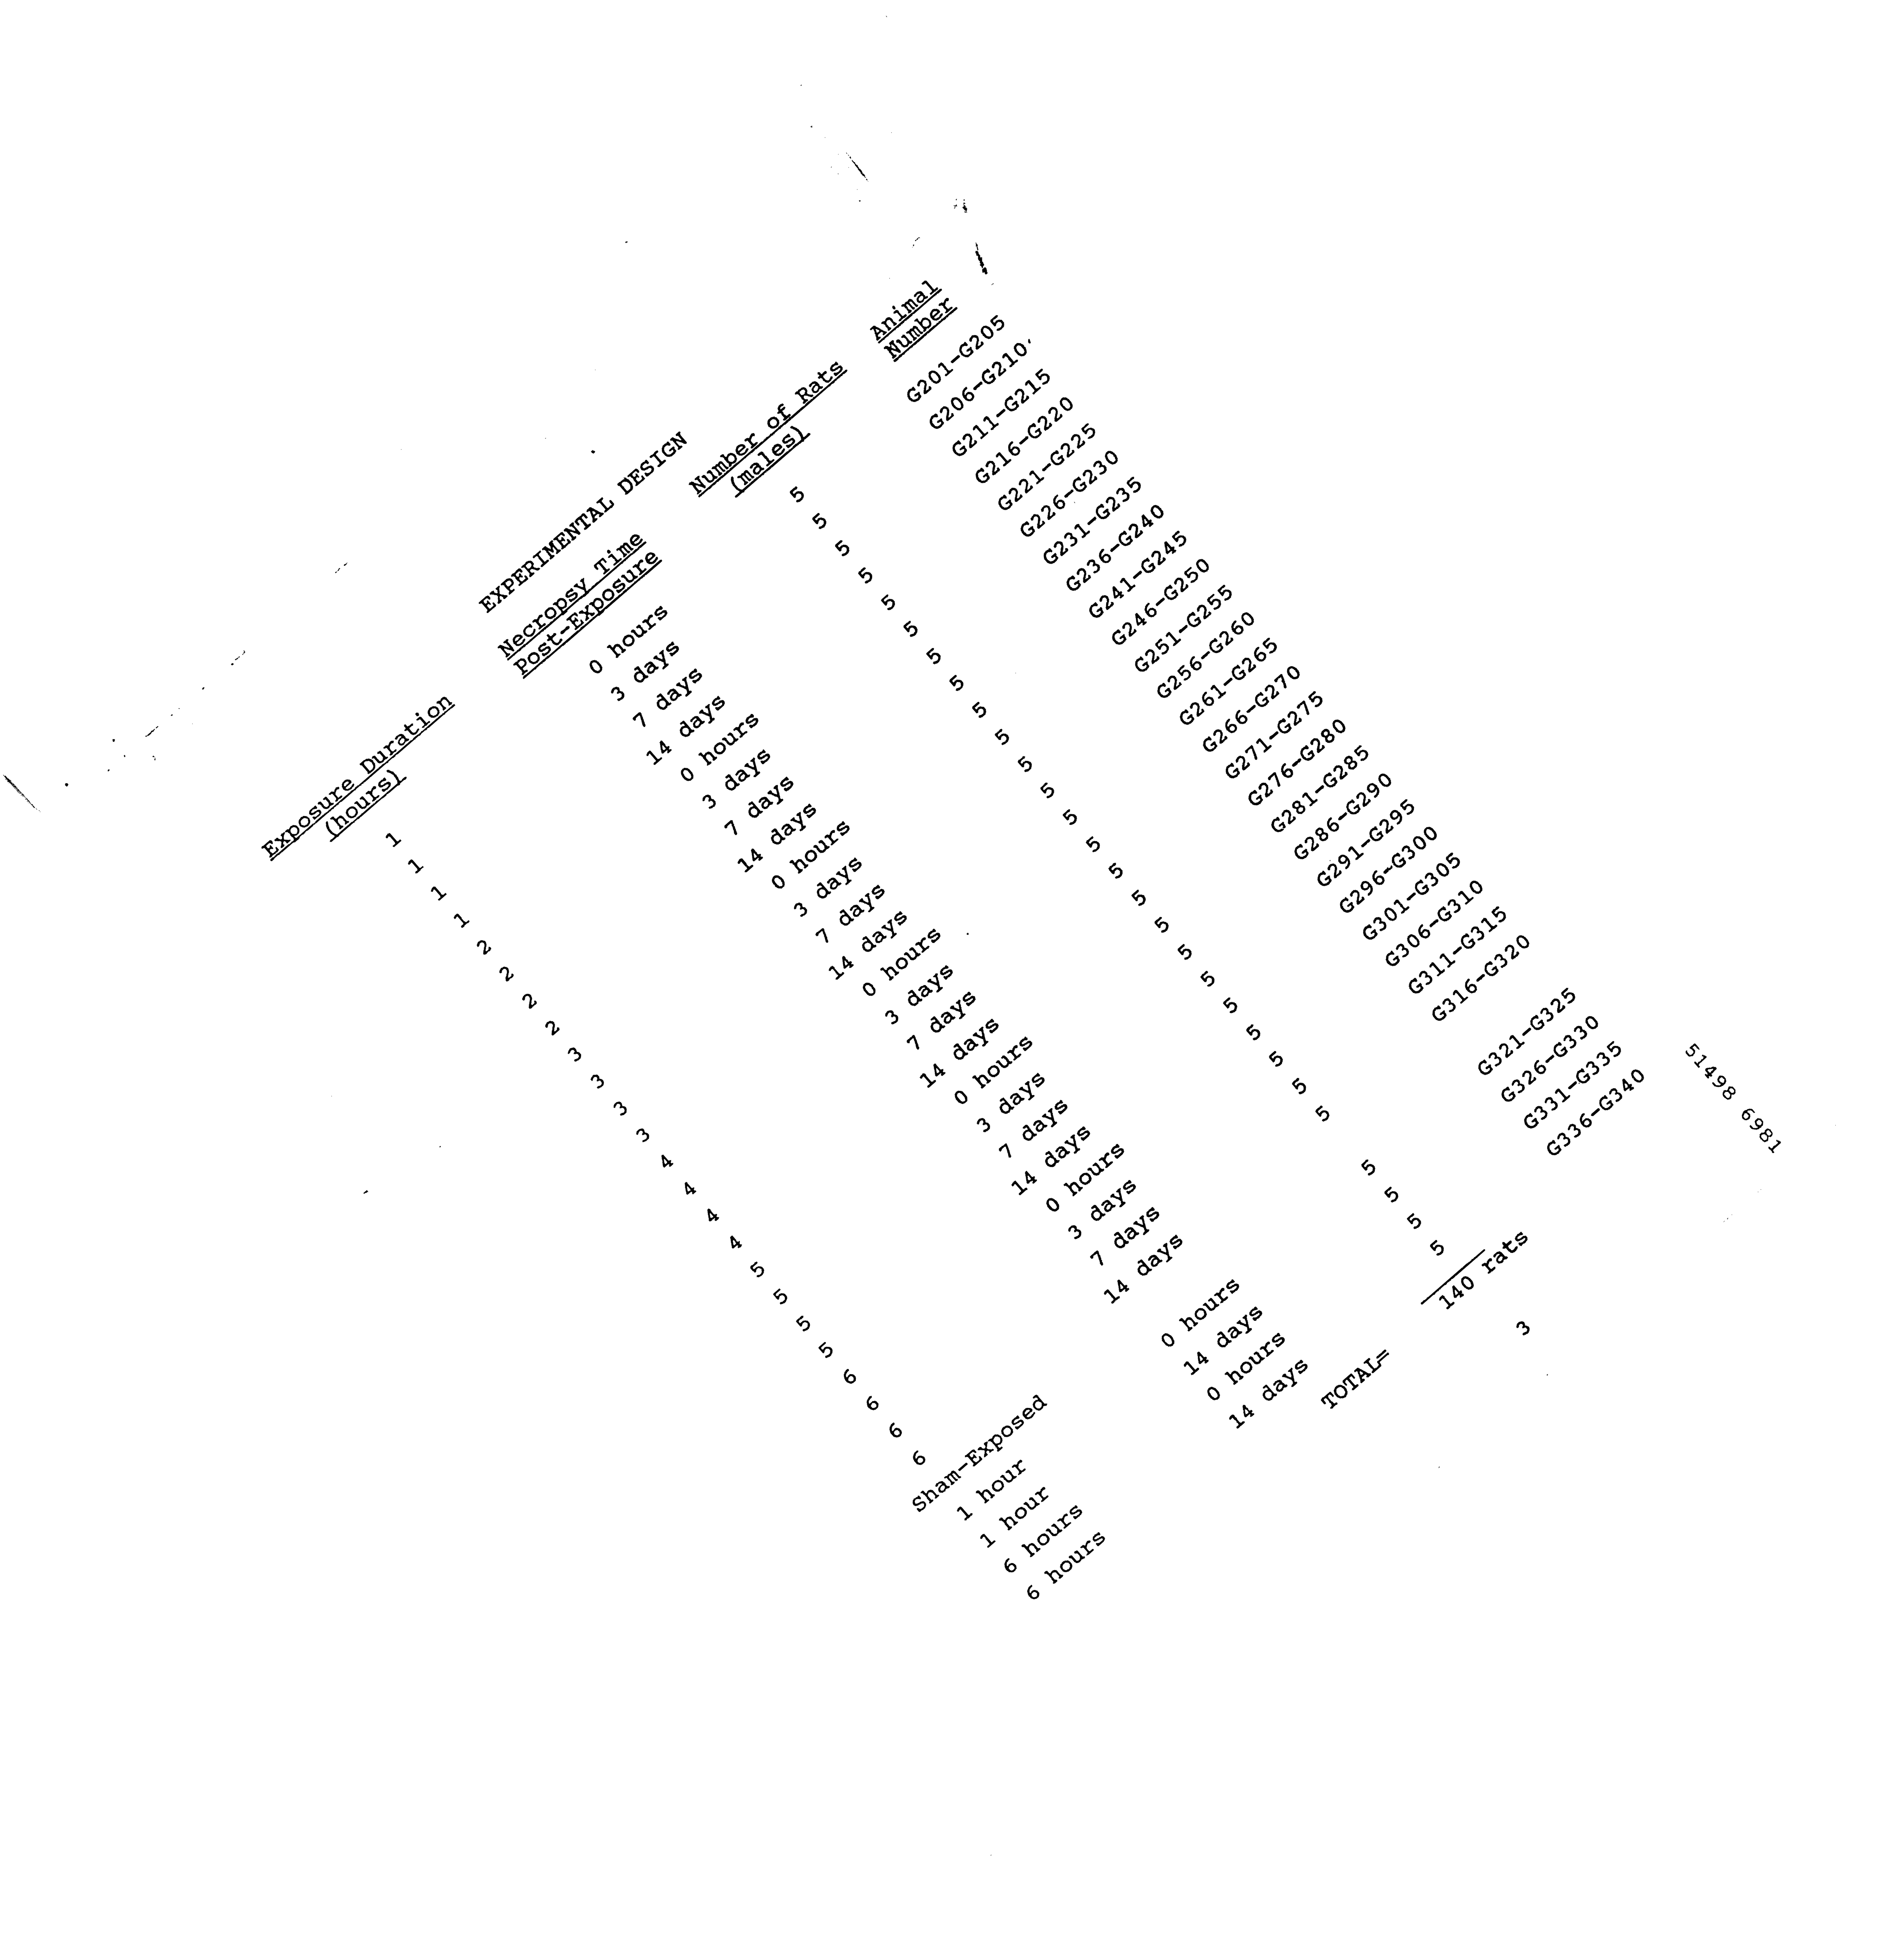 EXPERIMENTAL DESIGN
Exposure Duration Necropsy Time Number of Rats Animal
(hours) Post-Exposure (males) Number
1 0 hours 5 G201-G205
1 3 days 5 G206-G210
1 7 days 5 G211-G215
1 14 days 5 G216-G220
2 0 hours 5 G221-G225
2 3 days 5 G226-G230
2 7 days 5 G231-G235
2 14 days 5 G236-G240
3 0 hours 5 G241-G245
3 3 days 5 G246-G250
3 7 days 5 G251-G255
3 14 days 5 G256-G260
4 0 hours 5 G261-G265
4 3 days 5 G266-G270
4 7 days 5 G271-G275
4 14 days 5 G276-G280
5 0 hours 5 G281-G285
5 3 days 5 G286-G290
5 7 days 5 G291-G295
5 14 days 5 G296-G300
6 0 hours 5 G301-G305
6 3 days 5 G306-G310
6 7 days 5 G311-G315
6 14 days 5 G316-G320
Sham-Exposed
1 hour 0 hours 5 G321-G325
1 hour 14 days 5 G326-G330
6 hours 0 hours 5 G331-G335
6 hours 14 days 5 G336-G340
TOTAL= 140 rats
3
51498 6981